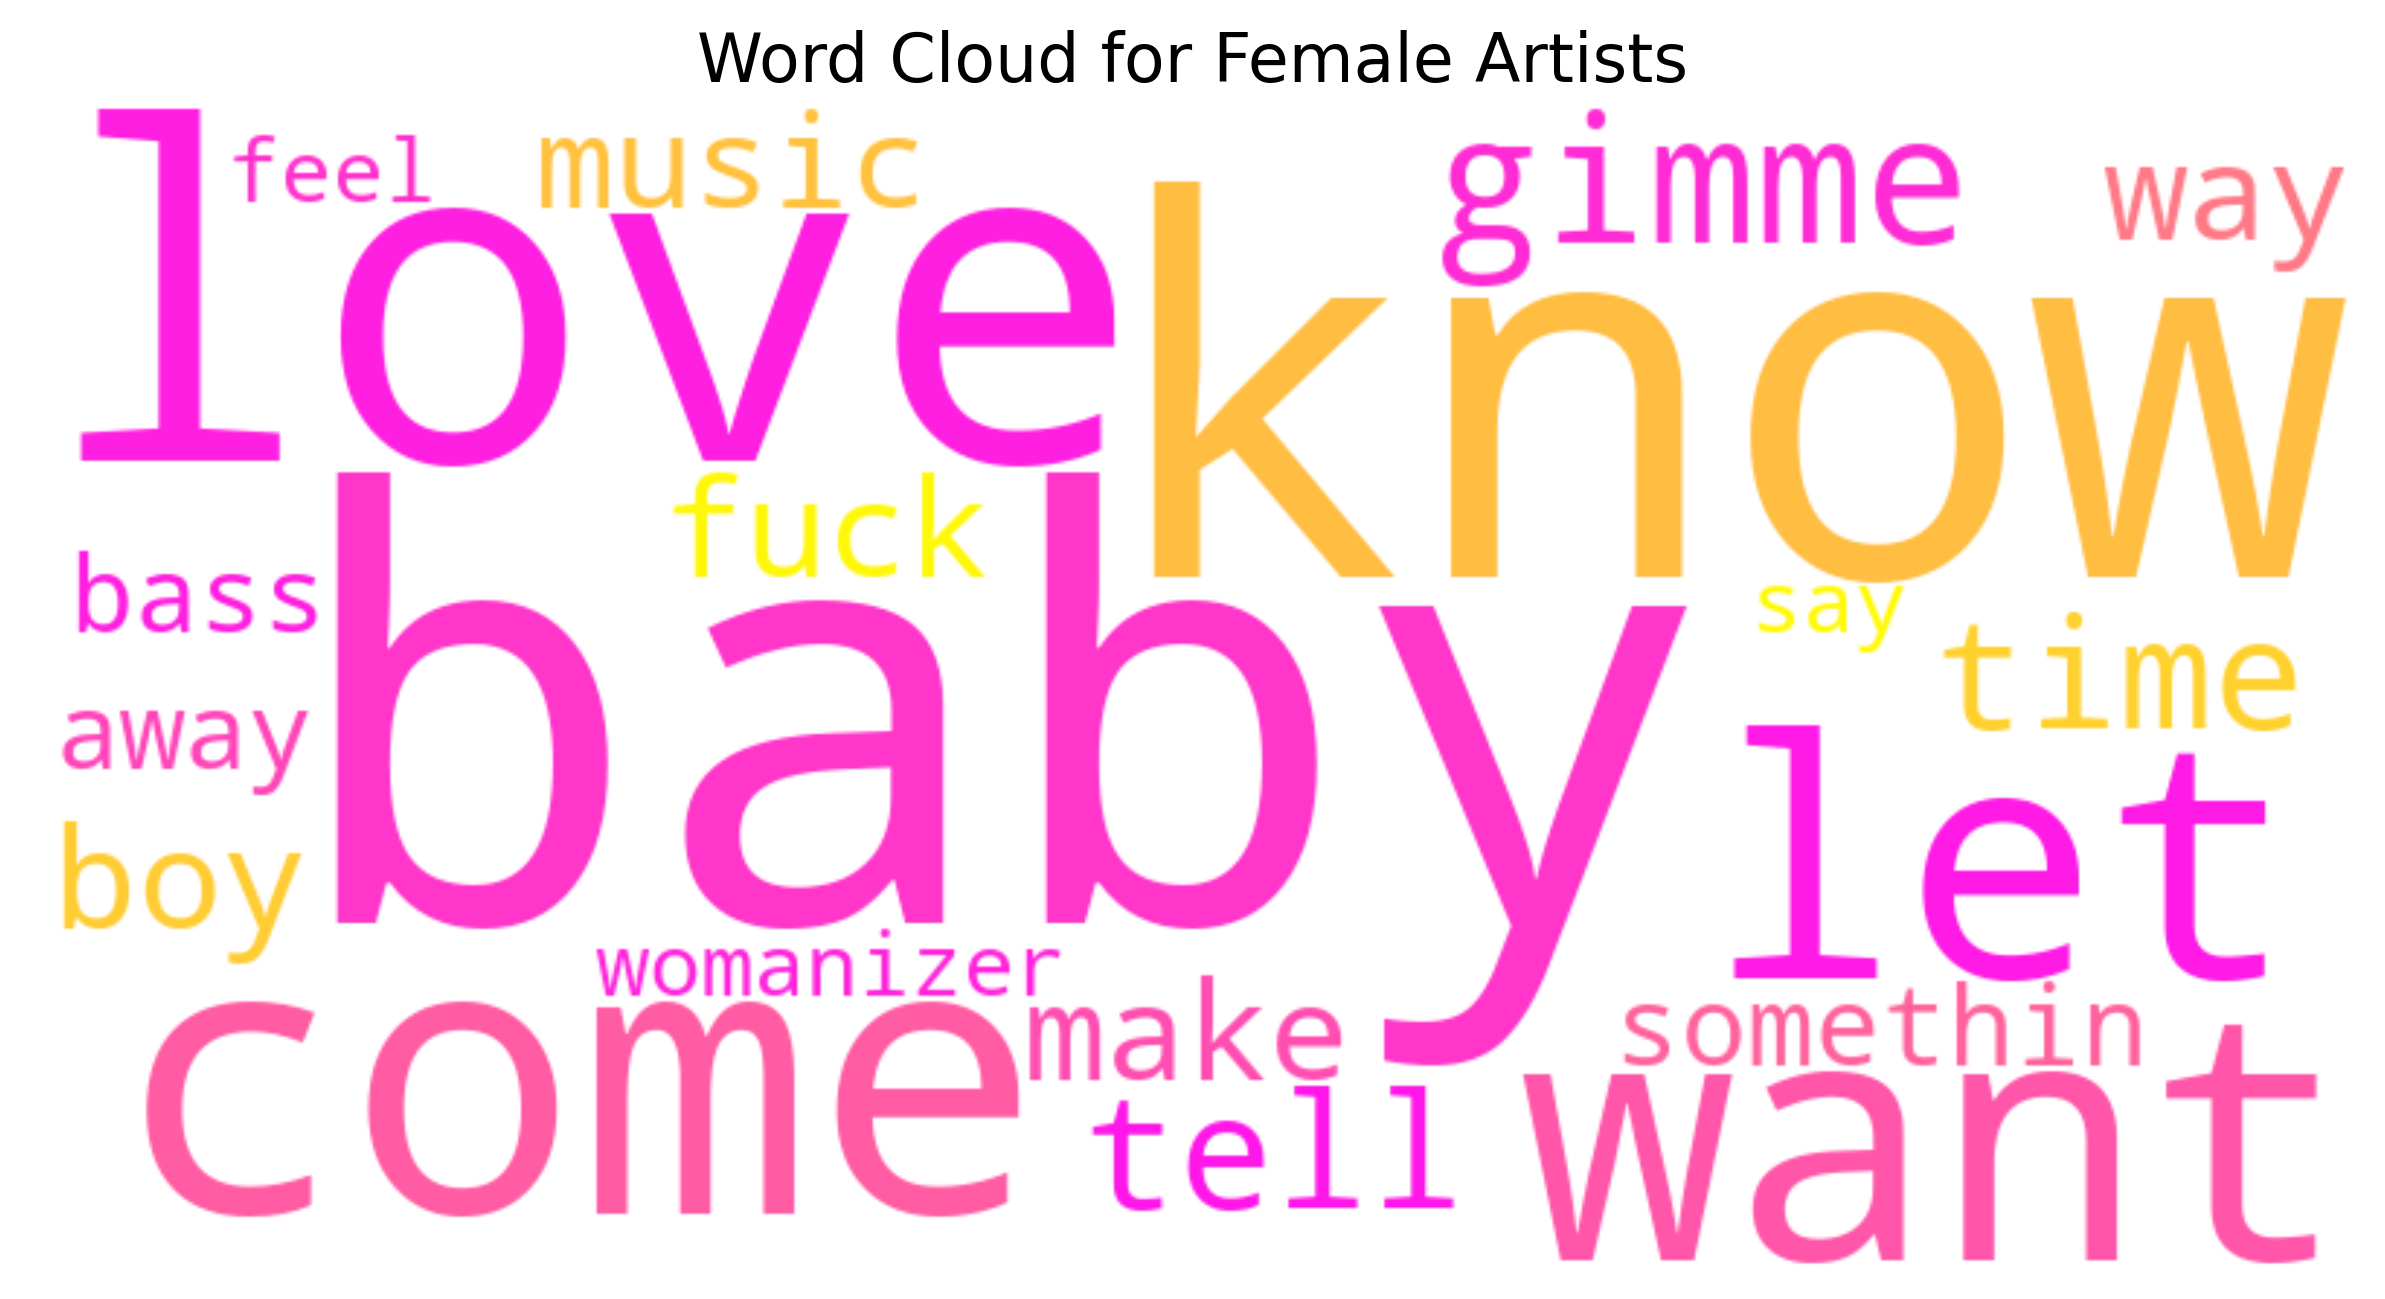 Word Cloud for Female Artists
feel music gimme way
love know
fuck
bass say
baby time
away let
boy
womanizer
come make somethin
tell want